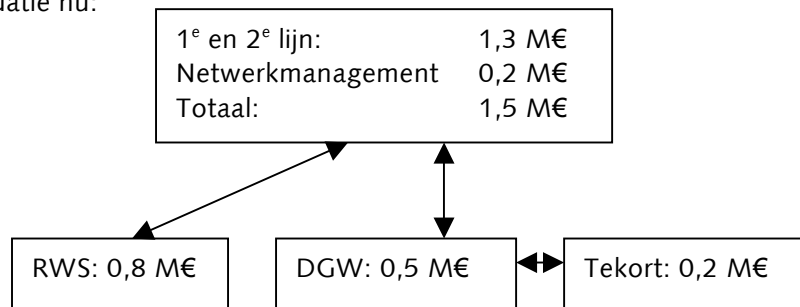 nu:
1e en 2e lijn: 1,3 M€
Netwerkmanagement 0,2 M€
Totaal: 1,5 M€
RWS: 0,8 M€ DGW: 0,5 M€ Tekort: 0,2 M€